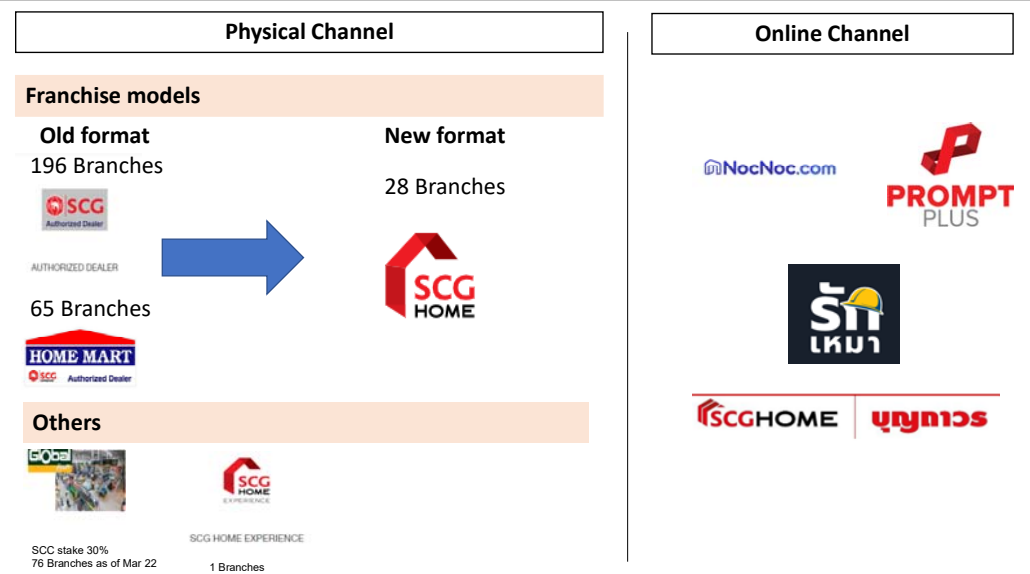 Physical Channel
Franchise models
Old format
196 Branches
SCG
Authorized Dealer
AUTHORIZED DEALER
65 Branches
HOME MART
SCG Authorized Dealer
New format
28 Branches
SCG
HOME
Others
Global
SCC stake 30%
76 Branches as of Mar 22
SCG
HOME
EXPERIENCE
SCG HOME EXPERIENCE
1 Branches
Online Channel
NocNoc.com
PROMPT
PLUS
รัก
เหมา
SCGHOME
บุญถาวร